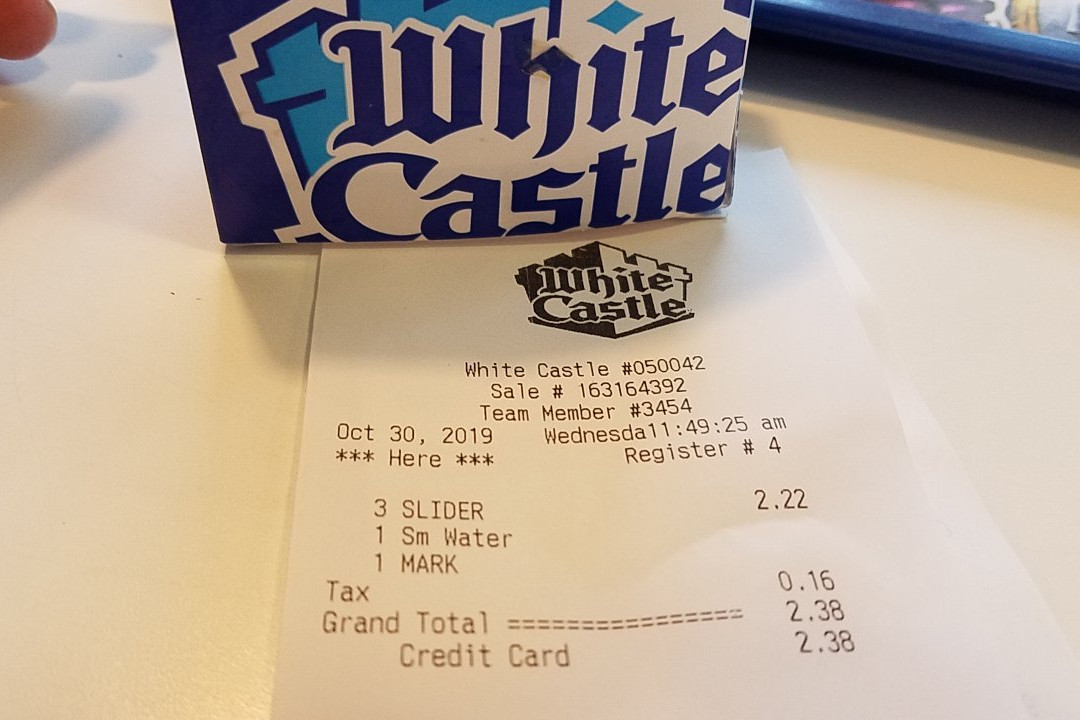 White
Castle
White
Castle
White Castle #050042
Sale # 163164392
Team Member #3454
Oct 30, 2019 Wednesda11:49:25 am
*** Here *** Register # 4
3 SLIDER 2.22
1 Sm Water
1 MARK
Tax 0.16
Grand Total ================ 2.38
Credit Card 2.38